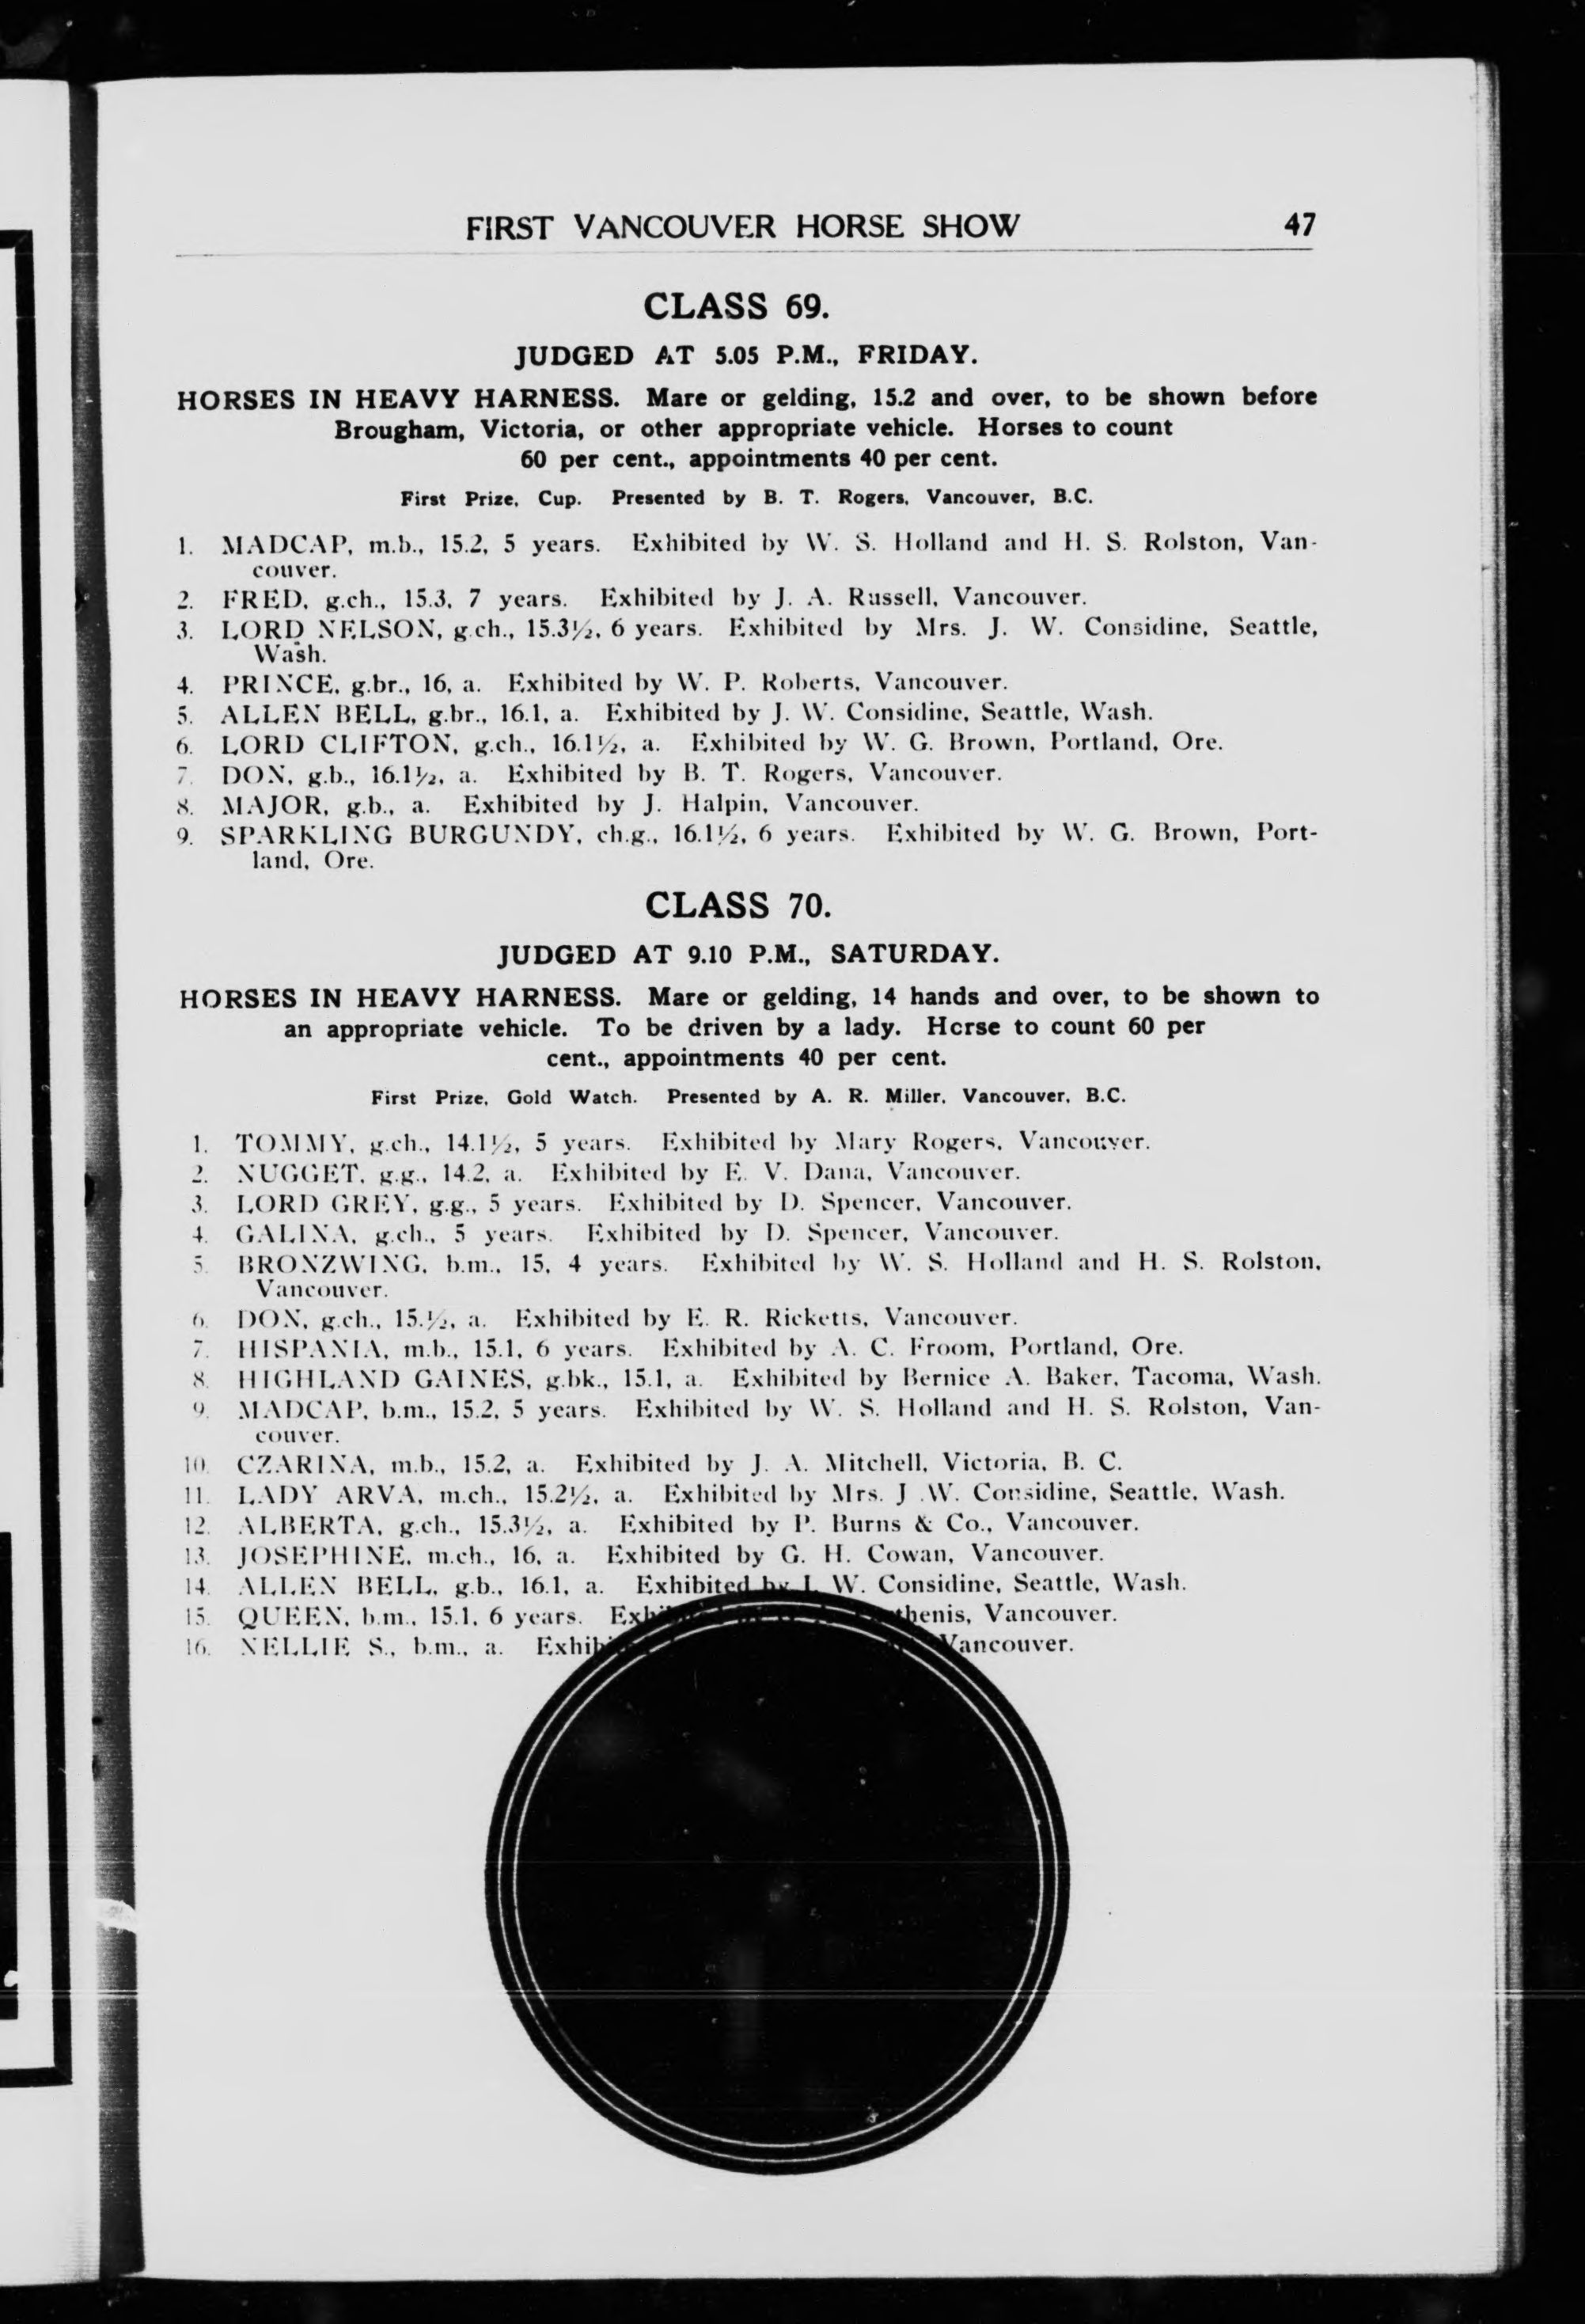 FIRST VANCOUVER HORSE SHOW 47
CLASS 69.
JUDGED AT 5.05 P.M., FRIDAY.
HORSES IN HEAVY HARNESS. Mare or gelding, 15.2 and over, to be shown before
Brougham, Victoria, or other appropriate vehicle. Horses to count
60 per cent., appointments 40 per cent.
First Prize, Cup. Presented by B. T. Rogers, Vancouver, B.C.
1. MADCAP, m.b., 15.2, 5 years. Exhibited by W. S. Holland and H. S. Rolston, Van-
couver.
2. FRED, g.ch., 15.3, 7 years. Exhibited by J. A. Russell, Vancouver.
3. LORD NELSON, g.ch., 15.3½, 6 years. Exhibited by Mrs. J. W. Considine, Seattle,
Wash.
4. PRINCE, g.br., 16, a. Exhibited by W. P. Roberts, Vancouver.
5. ALLEN BELL, g.br., 16.1, a. Exhibited by J. W. Considine, Seattle, Wash.
6. LORD CLIFTON, g.ch., 16.1½, a. Exhibited by W. G. Brown, Portland, Ore.
7. DON, g.b., 16.1½, a. Exhibited by B. T. Rogers, Vancouver.
8. MAJOR, g.b., a. Exhibited by J. Halpin, Vancouver.
9. SPARKLING BURGUNDY, ch.g., 16.1½, 6 years. Exhibited by W. G. Brown, Port-
land, Ore.
CLASS 70.
JUDGED AT 9.10 P.M., SATURDAY.
HORSES IN HEAVY HARNESS. Mare or gelding, 14 hands and over, to be shown to
an appropriate vehicle. To be driven by a lady. Horse to count 60 per
cent., appointments 40 per cent.
First Prize, Gold Watch. Presented by A. R. Miller, Vancouver, B.C.
1. TOMMY, g.ch., 14.1½, 5 years. Exhibited by Mary Rogers, Vancouver.
2. NUGGET, g.g., 14.2, a. Exhibited by E. V. Dana, Vancouver.
3. LORD GREY, g.g., 5 years. Exhibited by D. Spencer, Vancouver.
4. GALINA, g.ch., 5 years. Exhibited by D. Spencer, Vancouver.
5. BRONZWING, b.m., 15, 4 years. Exhibited by W. S. Holland and H. S. Rolston,
Vancouver.
6. DON, g.ch., 15.½, a. Exhibited by E. R. Ricketts, Vancouver.
7. HISPANIA, m.b., 15.1, 6 years. Exhibited by A. C. Froom, Portland, Ore.
8. HIGHLAND GAINES, g.bk., 15.1, a. Exhibited by Bernice A. Baker, Tacoma, Wash.
9. MADCAP, b.m., 15.2, 5 years. Exhibited by W. S. Holland and H. S. Rolston, Van-
couver.
10. CZARINA, m.b., 15.2, a. Exhibited by J. A. Mitchell, Victoria, B. C.
11. LADY ARVA, m.ch., 15.2½, a. Exhibited by Mrs. J .W. Considine, Seattle, Wash.
12. ALBERTA, g.ch., 15.3½, a. Exhibited by P. Burns & Co., Vancouver.
13. JOSEPHINE, m.ch., 16, a. Exhibited by G. H. Cowan, Vancouver.
14. ALLEN BELL, g.b., 16.1, a. Exhibited by J. W. Considine, Seattle, Wash.
15. QUEEN, b.m., 15.1, 6 years. Vancouver.
16. NELLIE S., b.m., a. Vancouver.